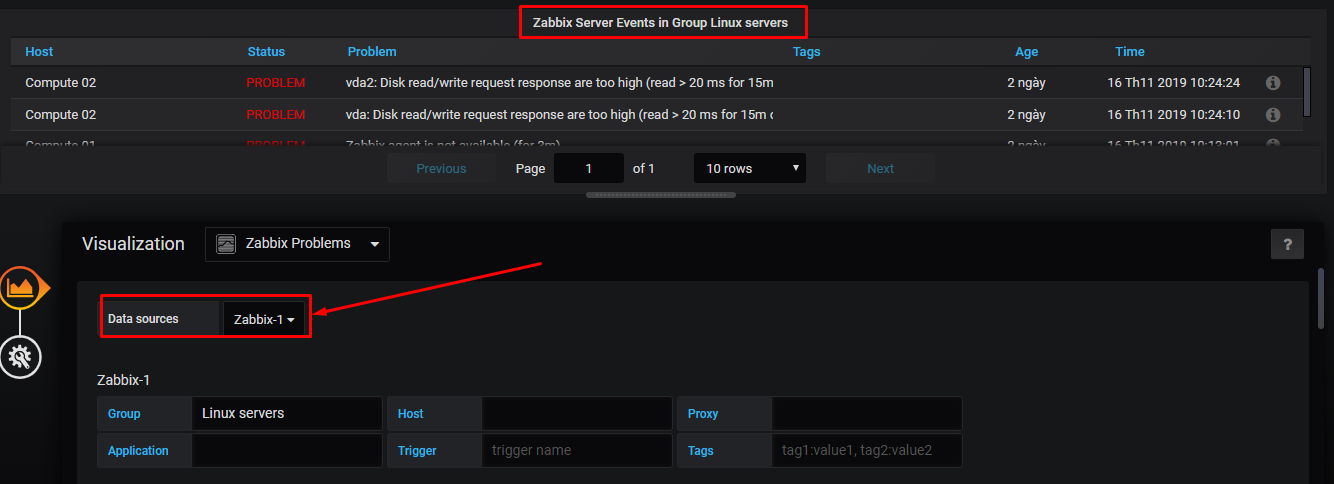 Zabbix Server Events in Group Linux servers
Host Status Problem Tags Age Time
Compute 02 PROBLEM vda2: Disk read/write request response are too high (read > 20 ms for 15m 2 ngày 16 Th11 2019 10:24:24
Compute 02 PROBLEM vda: Disk read/write request response are too high (read > 20 ms for 15m 2 ngày 16 Th11 2019 10:24:10
Compute 01 PROBLEM Zabbix agent is not available (for 3m) 2 ngày 16 Th11 2019
Previous Page 1 of 1 10 rows Next
Visualization Zabbix Problems ?
Data sources Zabbix-1
Zabbix-1
Group Linux servers Host Proxy
Application Trigger trigger name Tags tag1:value1, tag2:value2